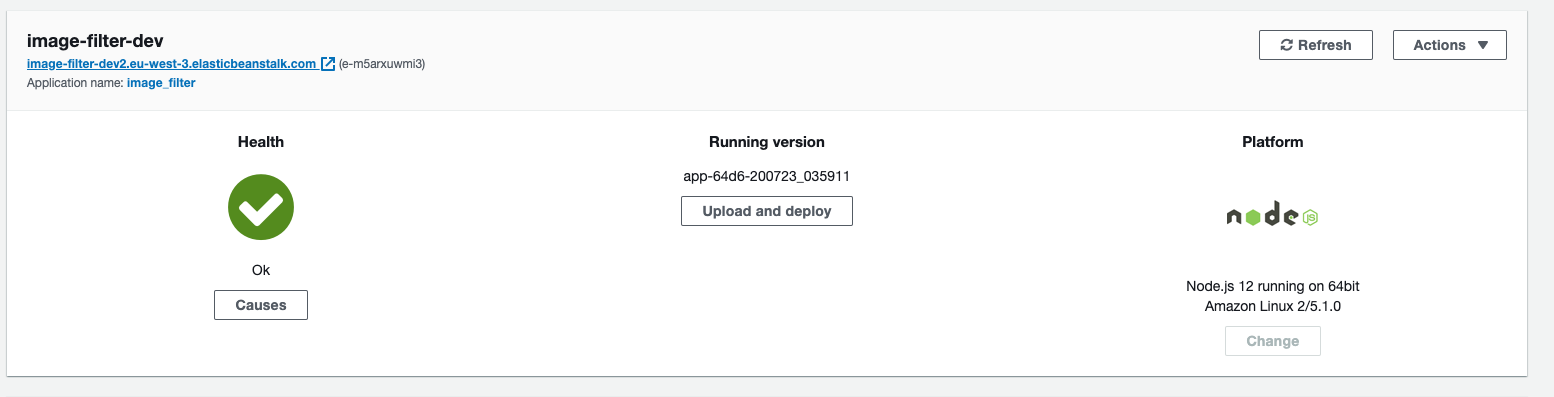 image-filter-dev
Refresh
Actions
image-filter-dev2.eu-west-3.elasticbeanstalk.com (e-m5arxuwmi3)
Application name: image_filter
Health
Running version
Platform
app-64d6-200723_035911
Upload and deploy
node JS
Ok
Causes
Node.js 12 running on 64bit
Amazon Linux 2/5.1.0
Change